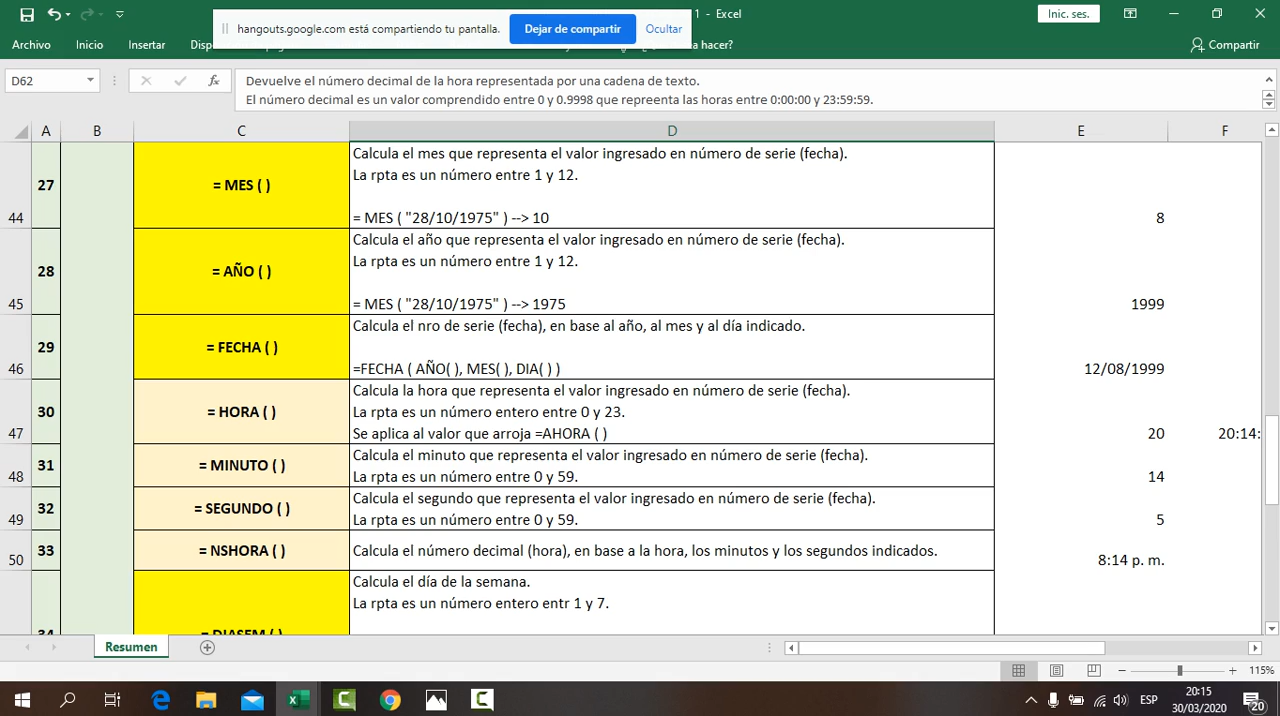 1 - Excel
Inic. ses.
hangouts.google.com está compartiendo tu pantalla.
Dejar de compartir
Ocultar
Archivo
Inicio
Insertar
Disp
hacer?
Compartir
D62
fx
Devuelve el número decimal de la hora representada por una cadena de texto.
El número decimal es un valor comprendido entre 0 y 0.9998 que repreenta las horas entre 0:00:00 y 23:59:59.
A B C D E F
27
= MES ( )
Calcula el mes que representa el valor ingresado en número de serie (fecha).
La rpta es un número entre 1 y 12.
44
= MES ( "28/10/1975" ) --> 10
8
28
= AÑO ( )
Calcula el año que representa el valor ingresado en número de serie (fecha).
La rpta es un número entre 1 y 12.
45
= MES ( "28/10/1975" ) --> 1975
1999
29
= FECHA ( )
Calcula el nro de serie (fecha), en base al año, al mes y al día indicado.
46
=FECHA ( AÑO( ), MES( ), DIA( ) )
12/08/1999
30
= HORA ( )
Calcula la hora que representa el valor ingresado en número de serie (fecha).
La rpta es un número entero entre 0 y 23.
47
Se aplica al valor que arroja =AHORA ( )
20
20:14:
31
= MINUTO ( )
Calcula el minuto que representa el valor ingresado en número de serie (fecha).
48
La rpta es un número entre 0 y 59.
14
32
= SEGUNDO ( )
Calcula el segundo que representa el valor ingresado en número de serie (fecha).
49
La rpta es un número entre 0 y 59.
5
33
= NSHORA ( )
Calcula el número decimal (hora), en base a la hora, los minutos y los segundos indicados.
50
8:14 p. m.
34
= DIASEM ( )
Calcula el día de la semana.
La rpta es un número entero entr 1 y 7.
Resumen
115%
ESP
20:15
30/03/2020
20